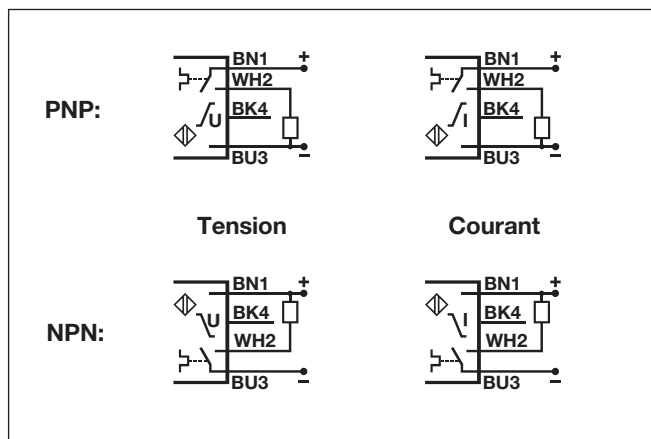 PNP:
BN1 +
WH2
U BK4
BU3 –
BN1 +
WH2
I BK4
BU3 –
Tension
Courant
NPN:
BN1 +
U BK4
WH2
BU3 –
BN1 +
I BK4
WH2
BU3 –